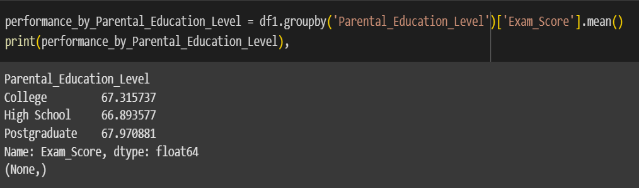 performance_by_Parental_Education_Level = df1.groupby('Parental_Education_Level')['Exam_Score'].mean()
print(performance_by_Parental_Education_Level),
Parental_Education_Level
College         67.315737
High School     66.893577
Postgraduate    67.970881
Name: Exam_Score, dtype: float64
(None,)